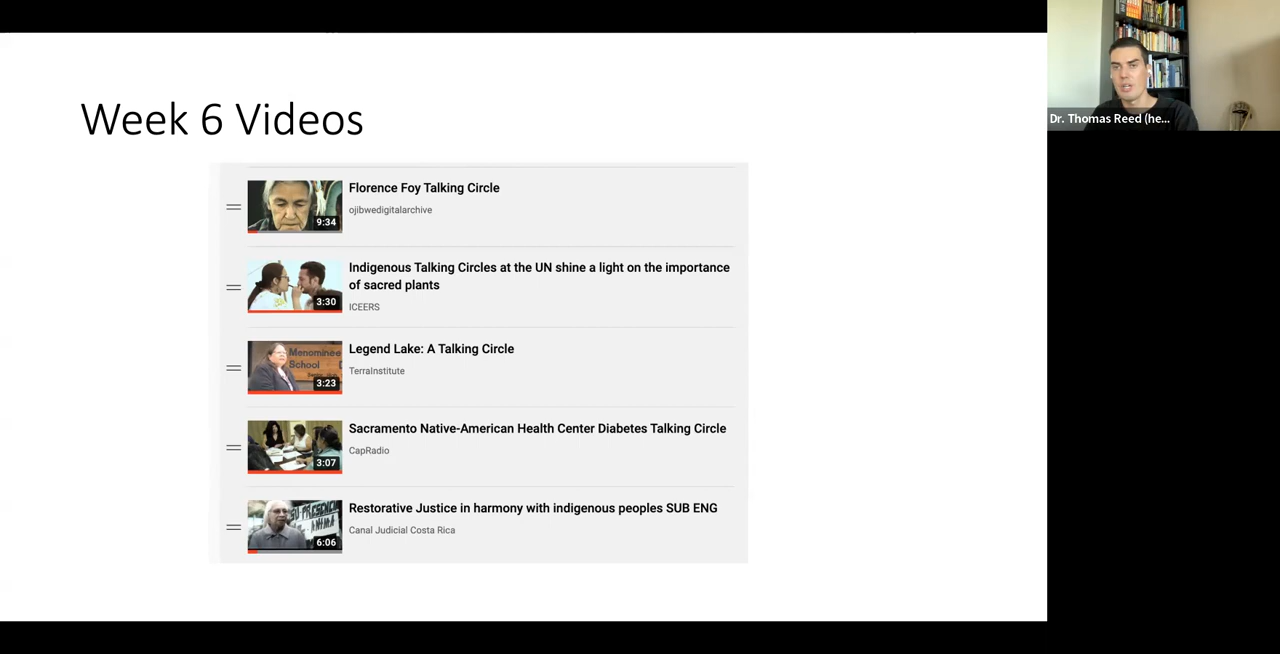 Week 6 Videos
Florence Foy Talking Circle
ojibwedigitalarchive
9:34
Indigenous Talking Circles at the UN shine a light on the importance
of sacred plants
ICEERS
3:30
Legend Lake: A Talking Circle
TerraInstitute
Menominee
School
3:23
Sacramento Native-American Health Center Diabetes Talking Circle
CapRadio
3:07
Restorative Justice in harmony with indigenous peoples SUB ENG
Canal Judicial Costa Rica
6:06
Dr. Thomas Reed (he...